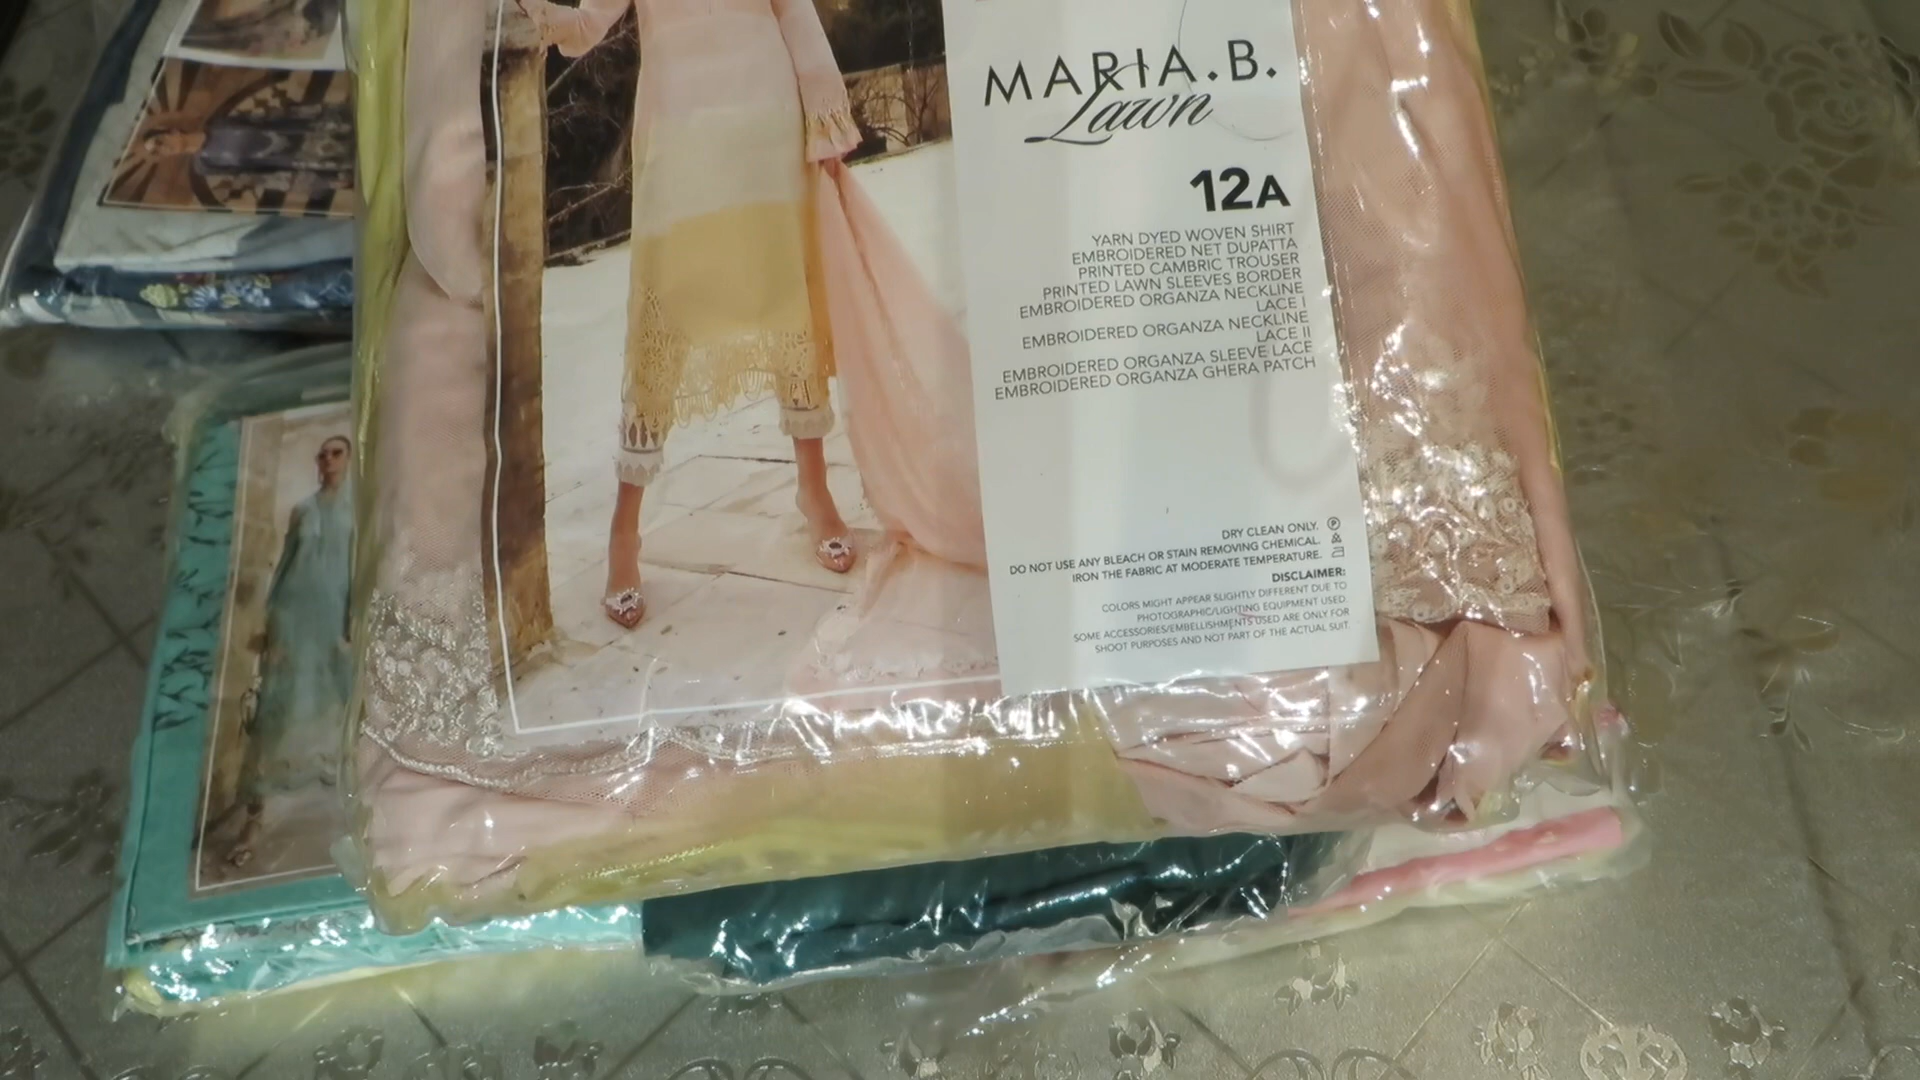 MARIA.B.
Lawn
12A
YARN DYED WOVEN SHIRT
EMBROIDERED NET DUPATTA
PRINTED CAMBRIC TROUSER
PRINTED LAWN SLEEVES BORDER
EMBROIDERED ORGANZA NECKLINE
LACE I
EMBROIDERED ORGANZA NECKLINE
LACE II
EMBROIDERED ORGANZA SLEEVE LACE
EMBROIDERED ORGANZA GHERA PATCH
DRY CLEAN ONLY.
DO NOT USE ANY BLEACH OR STAIN REMOVING CHEMICAL.
IRON THE FABRIC AT MODERATE TEMPERATURE.
DISCLAIMER:
COLORS MIGHT APPEAR SLIGHTLY DIFFERENT DUE TO
PHOTOGRAPHIC/LIGHTING EQUIPMENT USED.
SOME ACCESSORIES/EMBELLISHMENTS USED ARE ONLY FOR
SHOOT PURPOSES AND NOT PART OF THE ACTUAL SUIT.